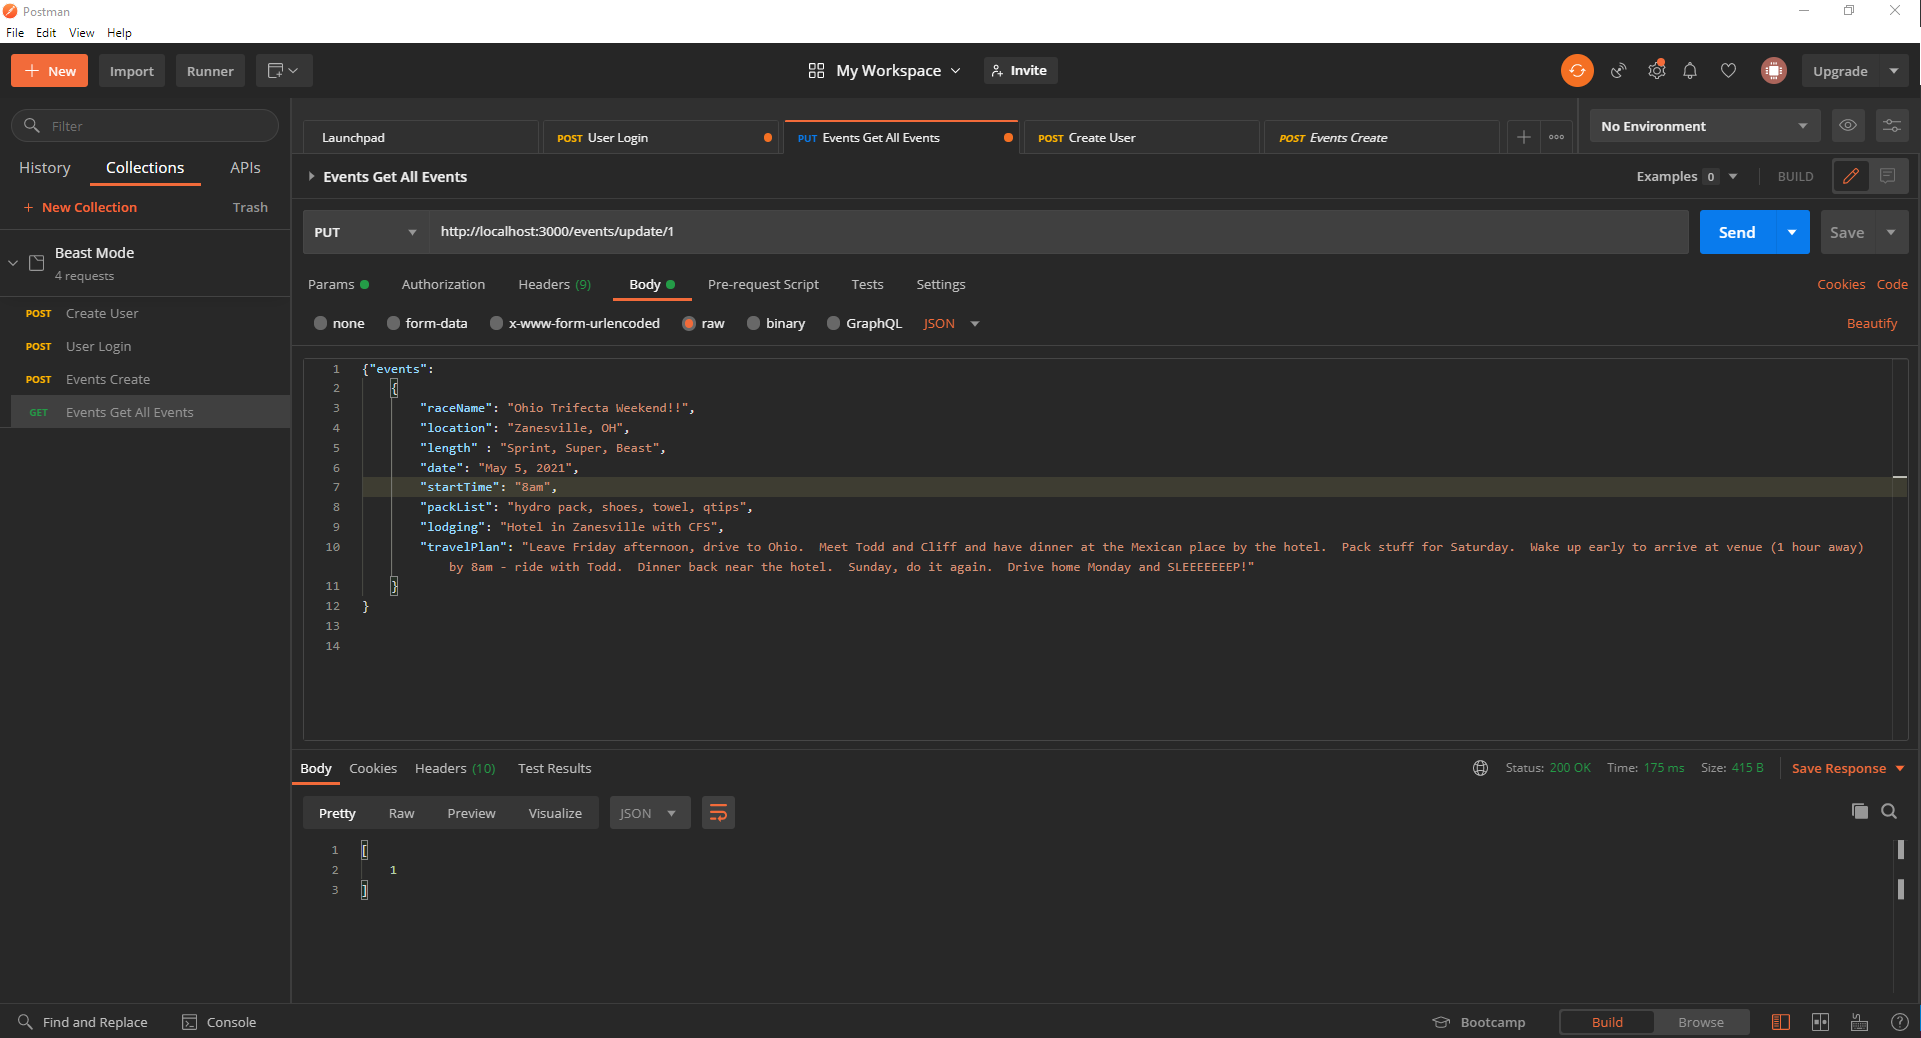 Postman
File Edit View Help
New Import Runner My Workspace Invite Upgrade
Filter
History Collections APIs
New Collection Trash
Beast Mode
4 requests
POST Create User
POST User Login
POST Events Create
GET Events Get All Events
Launchpad POST User Login PUT Events Get All Events POST Create User POST Events Create No Environment
Events Get All Events Examples 0 BUILD
PUT http://localhost:3000/events/update/1 Send Save
Params Authorization Headers (9) Body Pre-request Script Tests Settings Cookies Code
none form-data x-www-form-urlencoded raw binary GraphQL JSON Beautify
1 {"events":
2 {
3 "raceName": "Ohio Trifecta Weekend!!",
4 "location": "Zanesville, OH",
5 "length" : "Sprint, Super, Beast",
6 "date": "May 5, 2021",
7 "startTime": "8am",
8 "packList": "hydro pack, shoes, towel, qtips",
9 "lodging": "Hotel in Zanesville with CFS",
10 "travelPlan": "Leave Friday afternoon, drive to Ohio.  Meet Todd and Cliff and have dinner at the Mexican place by the hotel.  Pack stuff for Saturday.  Wake up early to arrive at venue (1 hour away)
by 8am - ride with Todd.  Dinner back near the hotel.  Sunday, do it again.  Drive home Monday and SLEEEEEEEP!"
11 }
12 }
13
14
Body Cookies Headers (10) Test Results Status: 200 OK Time: 175 ms Size: 415 B Save Response
Pretty Raw Preview Visualize JSON
1 [
2 1
3 ]
Find and Replace Console Bootcamp Build Browse